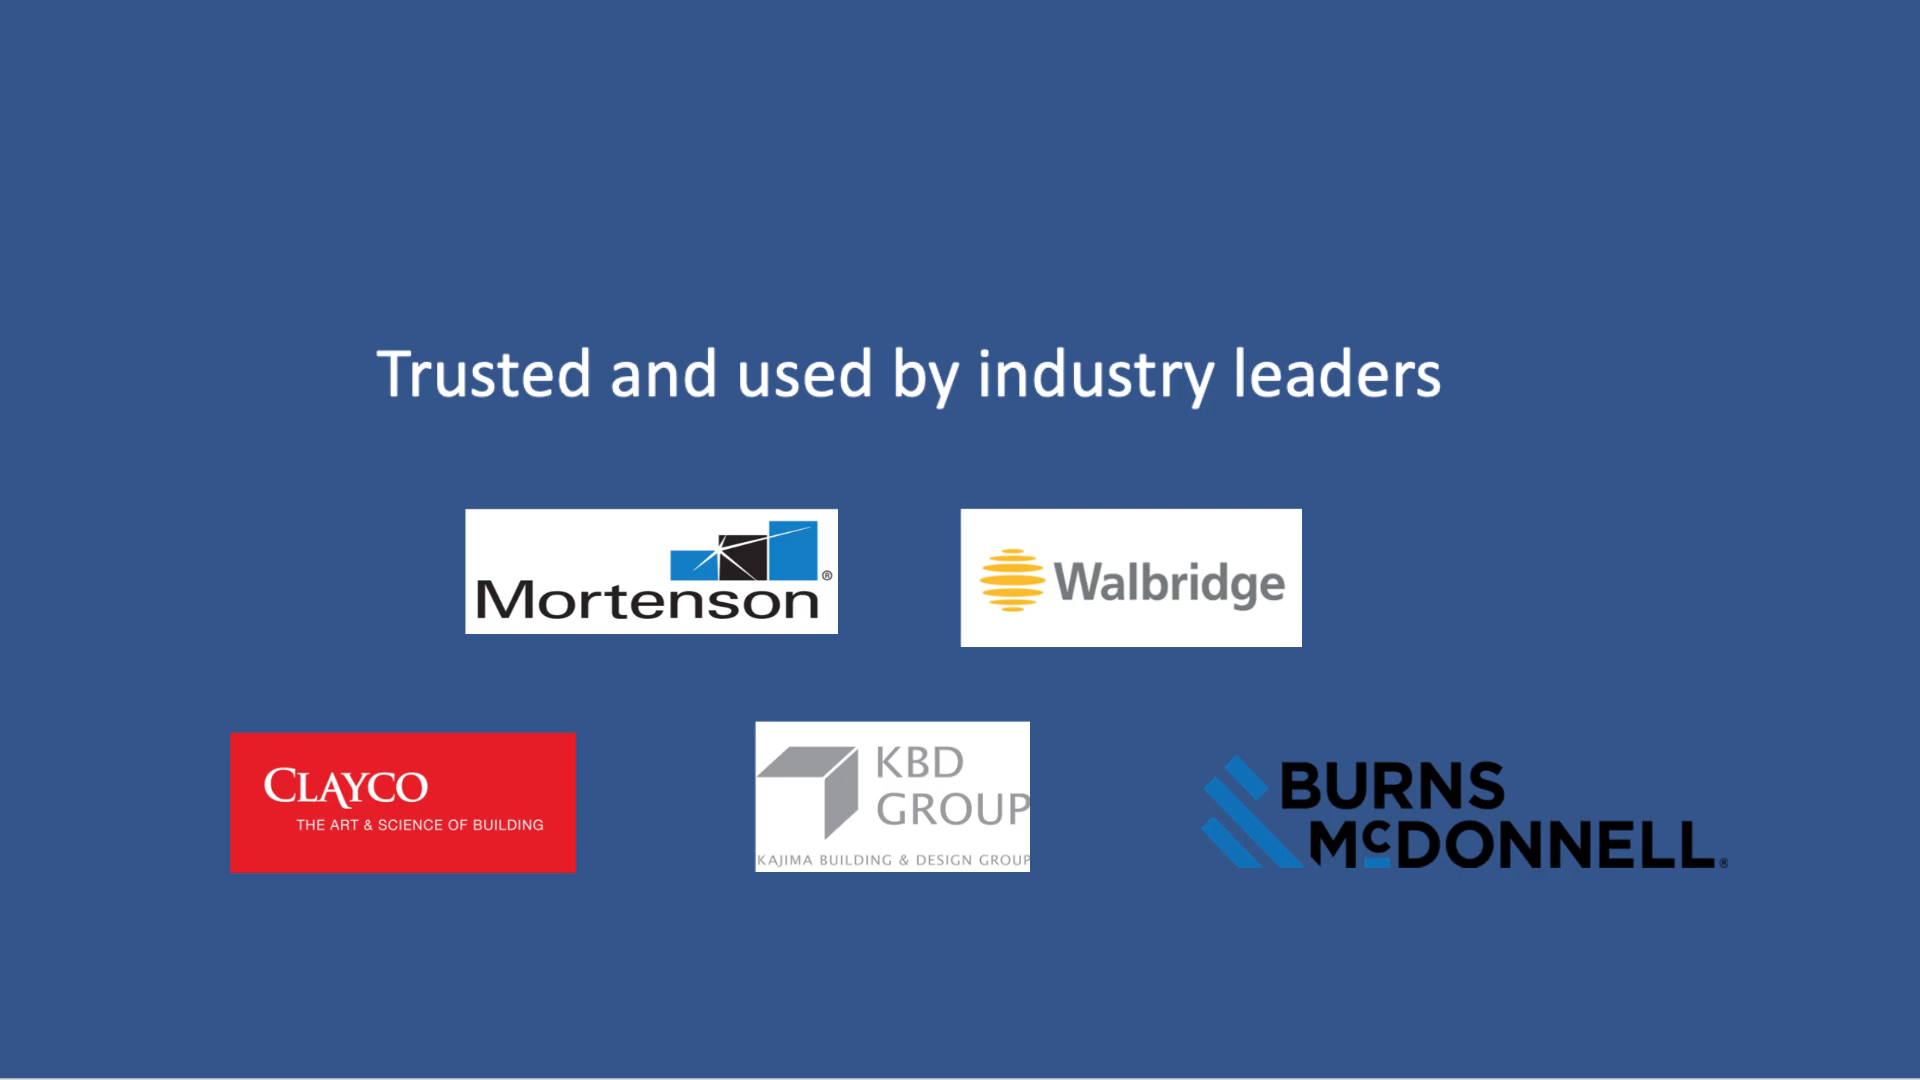 Trusted and used by industry leaders
Mortenson®
Walbridge
CLAYCO
THE ART & SCIENCE OF BUILDING
KBD
GROUP
KAJIMA BUILDING & DESIGN GROUP
BURNS
McDONNELL®